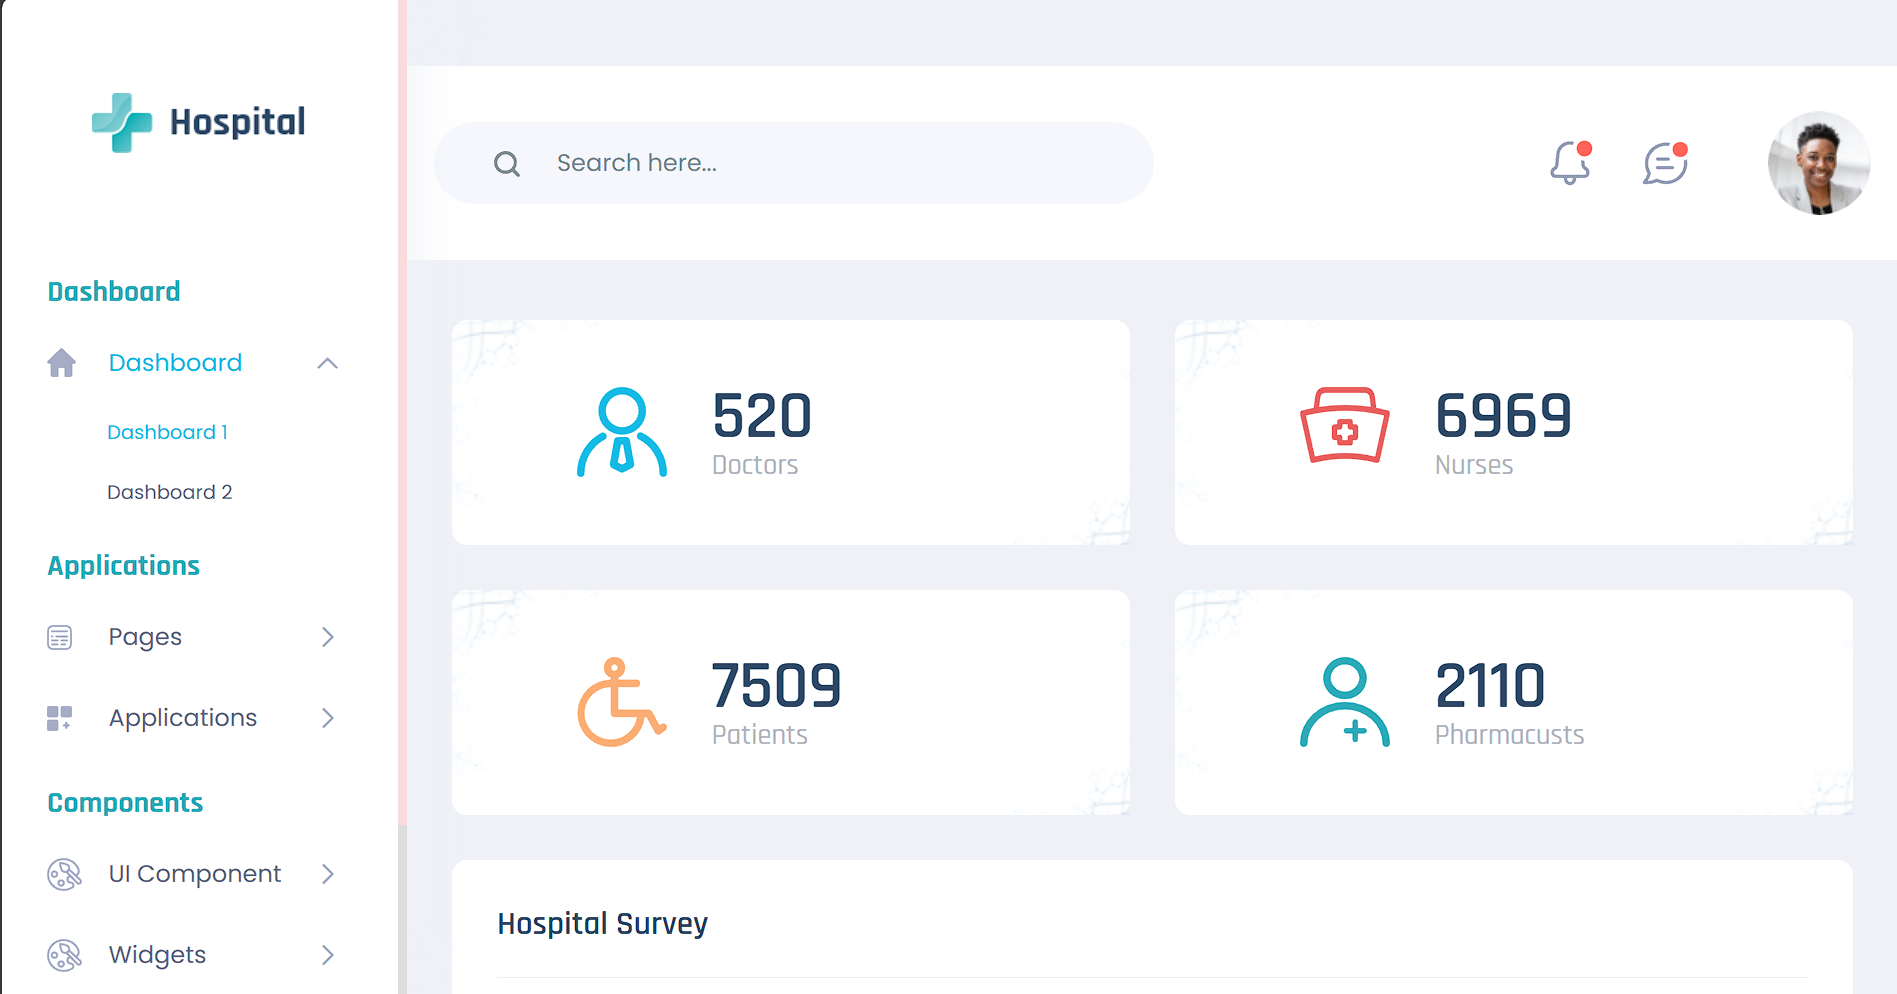 Hospital
Search here...
Dashboard
Dashboard
Dashboard 1
Dashboard 2
Applications
Pages
Applications
Components
UI Component
Widgets
520
Doctors
6969
Nurses
7509
Patients
2110
Pharmacusts
Hospital Survey